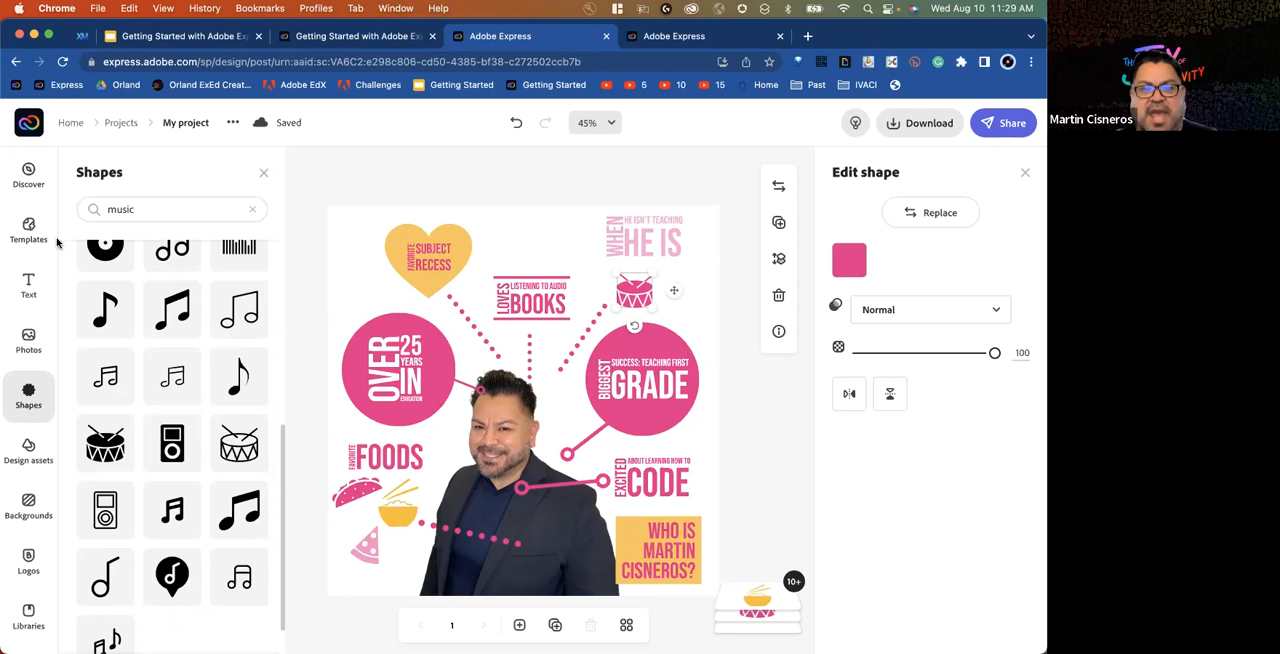 Chrome File Edit View History Bookmarks Profiles Tab Window Help Wed Aug 10 11:29 AM
XM Getting Started with Adobe Ex Getting Started with Adobe Ex Adobe Express Adobe Express
express.adobe.com/sp/design/post/urn:aaid:sc:VA6C2:e298c806-cd50-4385-bf38-c272502ccb7b
Express Orland Orland ExEd Creat... Adobe EdX Challenges Getting Started Getting Started 5 10 15 Home Past IVACI
Home Projects My project ... Saved 45% Download Share
Martin Cisneros
Discover
Templates
Text
Photos
Shapes
Design assets
Backgrounds
Logos
Libraries
Shapes
music
FAVORITE SUBJECT
RECESS
WHEN HE ISN'T TEACHING
HE IS
LOVES LISTENING TO AUDIO
BOOKS
OVER 25
YEARS
IN
EDUCATION
BIGGEST SUCCESS: TEACHING FIRST
GRADE
FAVORITE FOODS
EXCITED ABOUT LEARNING HOW TO
CODE
WHO IS
MARTIN
CISNEROS?
1
10+
Edit shape
Replace
Normal
100